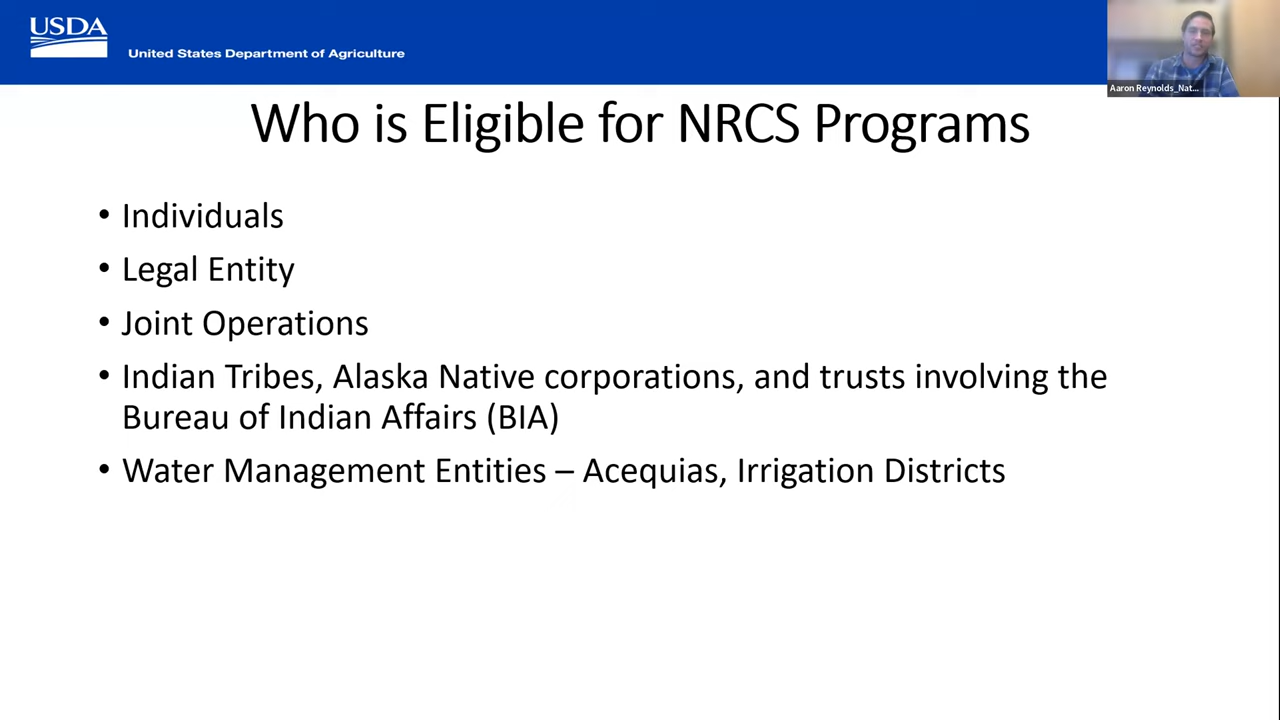 USDA
United States Department of Agriculture
Aaron Reynolds_Nat...
Who is Eligible for NRCS Programs
• Individuals
• Legal Entity
• Joint Operations
• Indian Tribes, Alaska Native corporations, and trusts involving the
Bureau of Indian Affairs (BIA)
• Water Management Entities – Acequias, Irrigation Districts